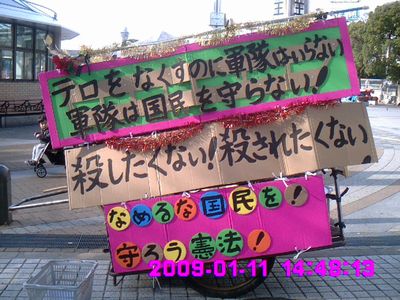 テロをなくすのに軍隊はいらない
軍隊は国民を守らない!
殺したくない!殺されたくない
なめるな国民を!
守ろう憲法!
2009-01-11 14:48:13